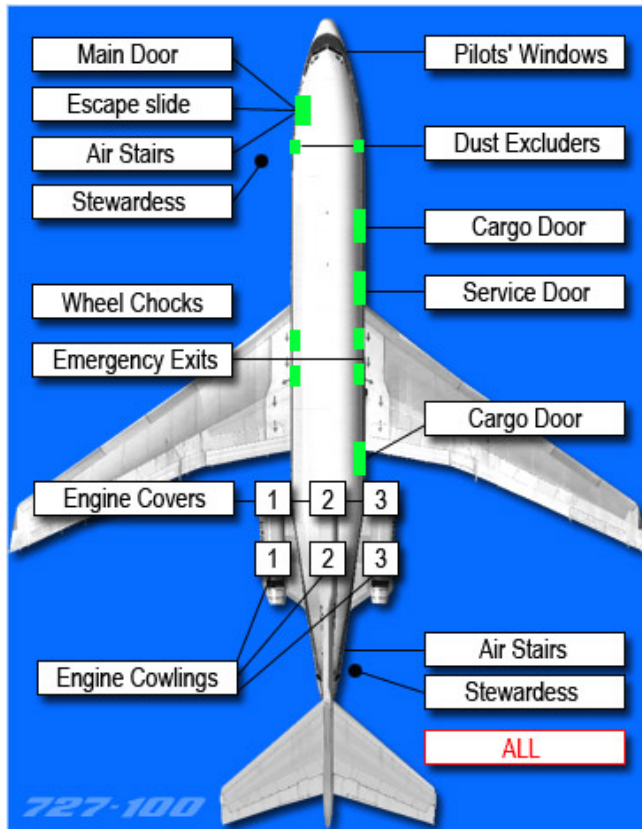 Main Door
Pilots' Windows
Escape slide
Air Stairs
Dust Excluders
Stewardess
Cargo Door
Wheel Chocks
Service Door
Emergency Exits
Cargo Door
Engine Covers 1 2 3
1 2 3
Air Stairs
Engine Cowlings
Stewardess
ALL
727-100